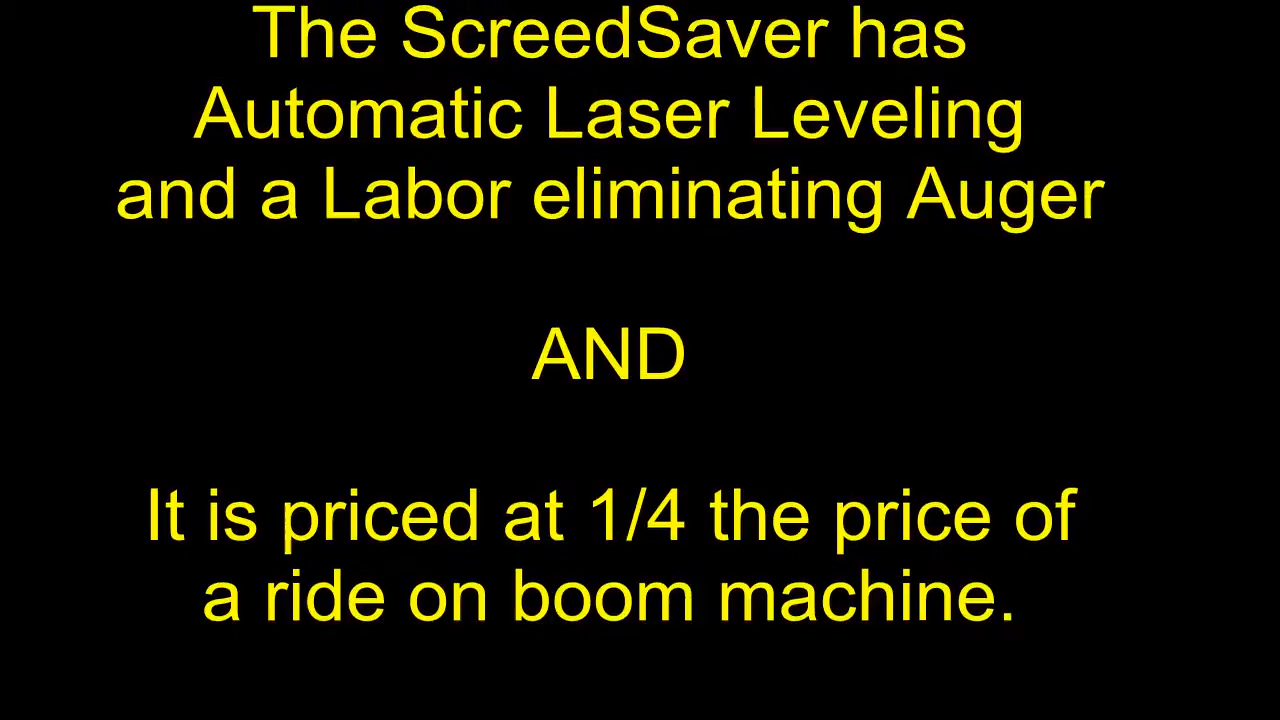 The ScreedSaver has
Automatic Laser Leveling
and a Labor eliminating Auger
AND
It is priced at 1/4 the price of
a ride on boom machine.